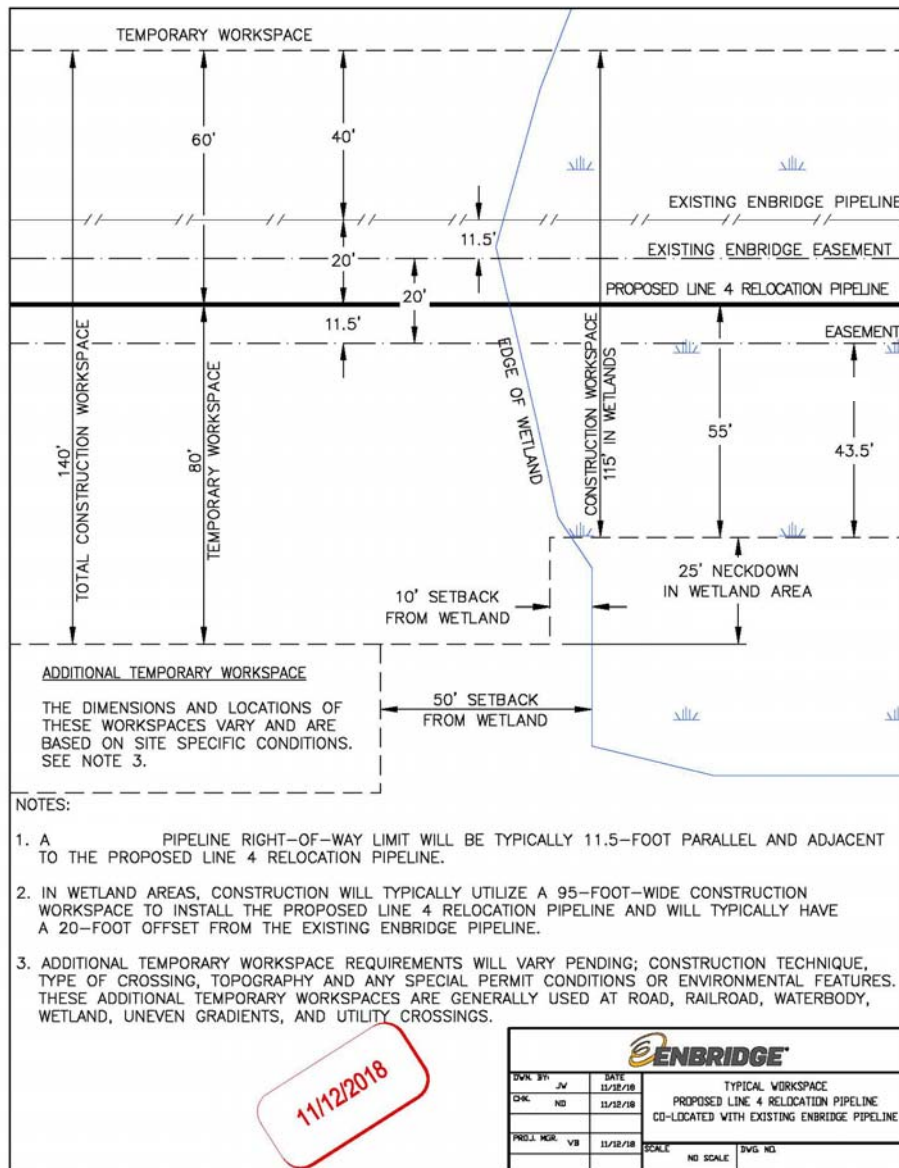 TEMPORARY WORKSPACE
60'
40'
EXISTING ENBRIDGE PIPELINE
11.5'
EXISTING ENBRIDGE EASEMENT
20'
PROPOSED LINE 4 RELOCATION PIPELINE
20'
11.5'
EASEMENT
140'
TOTAL CONSTRUCTION WORKSPACE
80'
TEMPORARY WORKSPACE
EDGE OF WETLAND
CONSTRUCTION WORKSPACE
115' IN WETLANDS
55'
43.5'
25' NECKDOWN
IN WETLAND AREA
10' SETBACK
FROM WETLAND
50' SETBACK
FROM WETLAND
ADDITIONAL TEMPORARY WORKSPACE
THE DIMENSIONS AND LOCATIONS OF
THESE WORKSPACES VARY AND ARE
BASED ON SITE SPECIFIC CONDITIONS.
SEE NOTE 3.
NOTES:
1. A PIPELINE RIGHT-OF-WAY LIMIT WILL BE TYPICALLY 11.5-FOOT PARALLEL AND ADJACENT
TO THE PROPOSED LINE 4 RELOCATION PIPELINE.
2. IN WETLAND AREAS, CONSTRUCTION WILL TYPICALLY UTILIZE A 95-FOOT-WIDE CONSTRUCTION
WORKSPACE TO INSTALL THE PROPOSED LINE 4 RELOCATION PIPELINE AND WILL TYPICALLY HAVE
A 20-FOOT OFFSET FROM THE EXISTING ENBRIDGE PIPELINE.
3. ADDITIONAL TEMPORARY WORKSPACE REQUIREMENTS WILL VARY PENDING; CONSTRUCTION TECHNIQUE,
TYPE OF CROSSING, TOPOGRAPHY AND ANY SPECIAL PERMIT CONDITIONS OR ENVIRONMENTAL FEATURES.
THESE ADDITIONAL TEMPORARY WORKSPACES ARE GENERALLY USED AT ROAD, RAILROAD, WATERBODY,
WETLAND, UNEVEN GRADIENTS, AND UTILITY CROSSINGS.
11/12/2018
ENBRIDGE
DWN. BY: JW
DATE 11/12/18
CHK. ND 11/12/18
PROJ. MGR. VB 11/12/18
TYPICAL WORKSPACE
PROPOSED LINE 4 RELOCATION PIPELINE
CO-LOCATED WITH EXISTING ENBRIDGE PIPELINE
SCALE NO SCALE
DWG. NO.